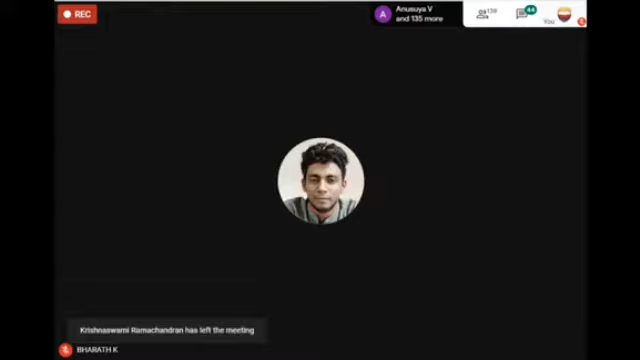 REC
A
Anusuya V
and 135 more
139
44
You
Krishnaswami Ramachandran has left the meeting
BHARATH K